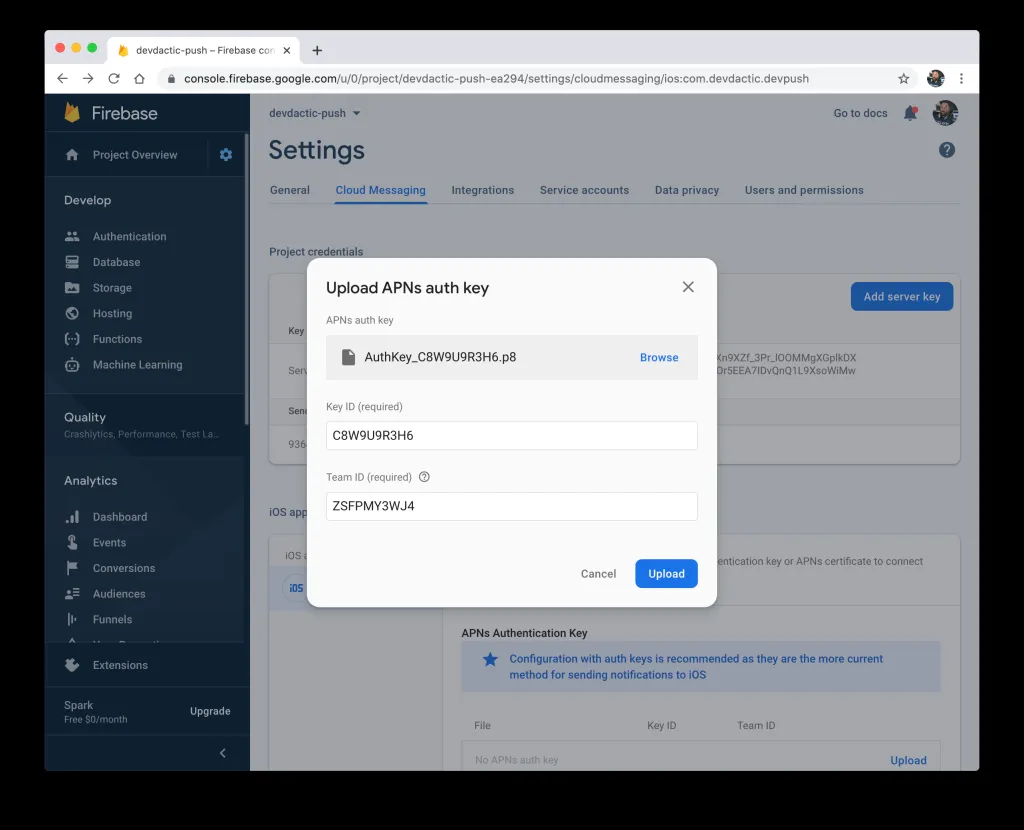 devdactic-push – Firebase con
console.firebase.google.com/u/0/project/devdactic-push-ea294/settings/cloudmessaging/ios:com.devdactic.devpush
Firebase
Project Overview
Develop
Authentication
Database
Storage
Hosting
Functions
Machine Learning
Quality
Crashlytics, Performance, Test La...
Analytics
Dashboard
Events
Conversions
Audiences
Funnels
Extensions
Spark
Free $0/month
Upgrade
devdactic-push
Go to docs
Settings
General
Cloud Messaging
Integrations
Service accounts
Data privacy
Users and permissions
Project credentials
Add server key
Key
Serv
Xn9XZf_3Pr_IOOMMgXGplkDX
Or5EEA7IDvQnQ1L9XsoWiMw
Send
936
Upload APNs auth key
APNs auth key
AuthKey_C8W9U9R3H6.p8
Browse
Key ID (required)
C8W9U9R3H6
Team ID (required)
ZSFPMY3WJ4
Cancel
Upload
iOS app
iOS a
iOS
entication key or APNs certificate to connect
APNs Authentication Key
Configuration with auth keys is recommended as they are the more current
method for sending notifications to iOS
File
Key ID
Team ID
No APNs auth key
Upload